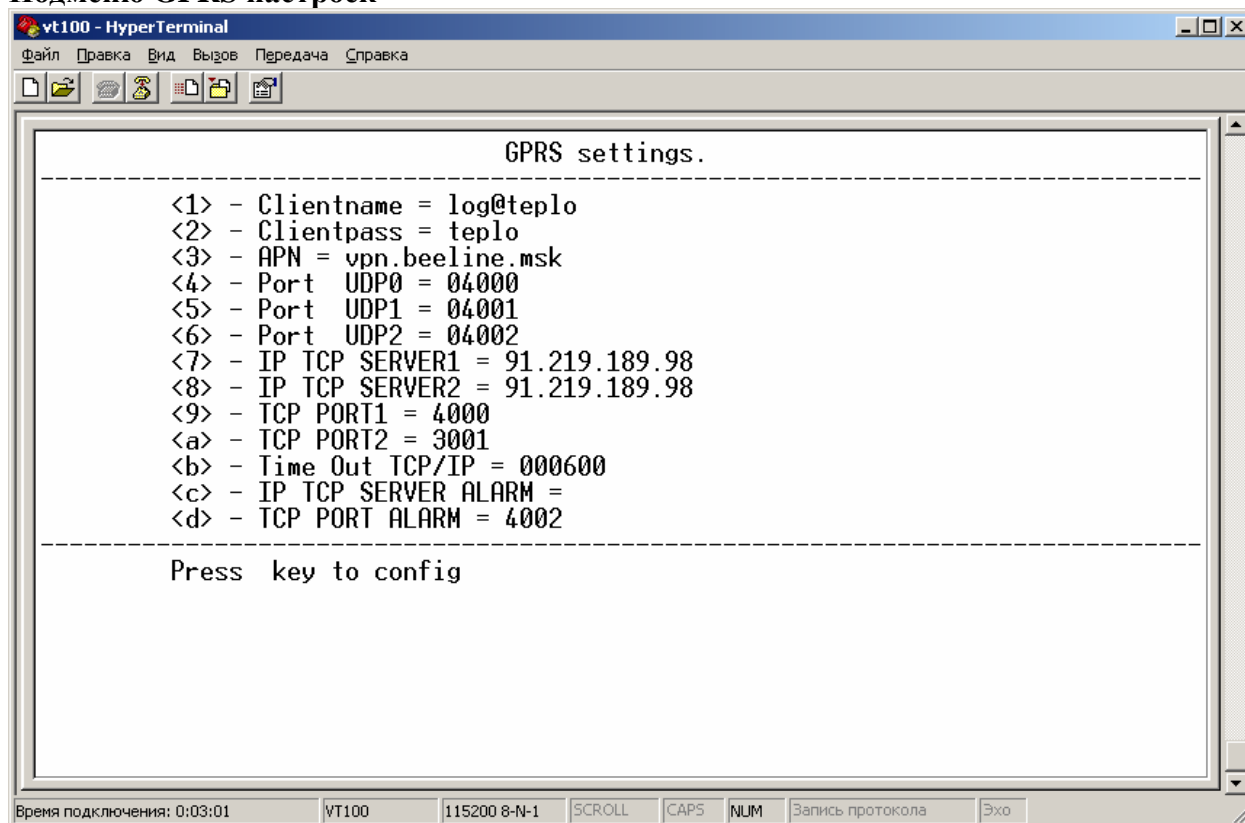 Подменю GPRS настроек
vt100 - HyperTerminal
Файл Правка Вид Вызов Передача Справка
GPRS settings.
<1> - Clientname = log@teplo
<2> - Clientpass = teplo
<3> - APN = vpn.beeline.msk
<4> - Port  UDP0 = 04000
<5> - Port  UDP1 = 04001
<6> - Port  UDP2 = 04002
<7> - IP TCP SERVER1 = 91.219.189.98
<8> - IP TCP SERVER2 = 91.219.189.98
<9> - TCP PORT1 = 4000
<a> - TCP PORT2 = 3001
<b> - Time Out TCP/IP = 000600
<c> - IP TCP SERVER ALARM =
<d> - TCP PORT ALARM = 4002
Press  key to config
Время подключения: 0:03:01 VT100 115200 8-N-1 SCROLL CAPS NUM Запись протокола Эхо